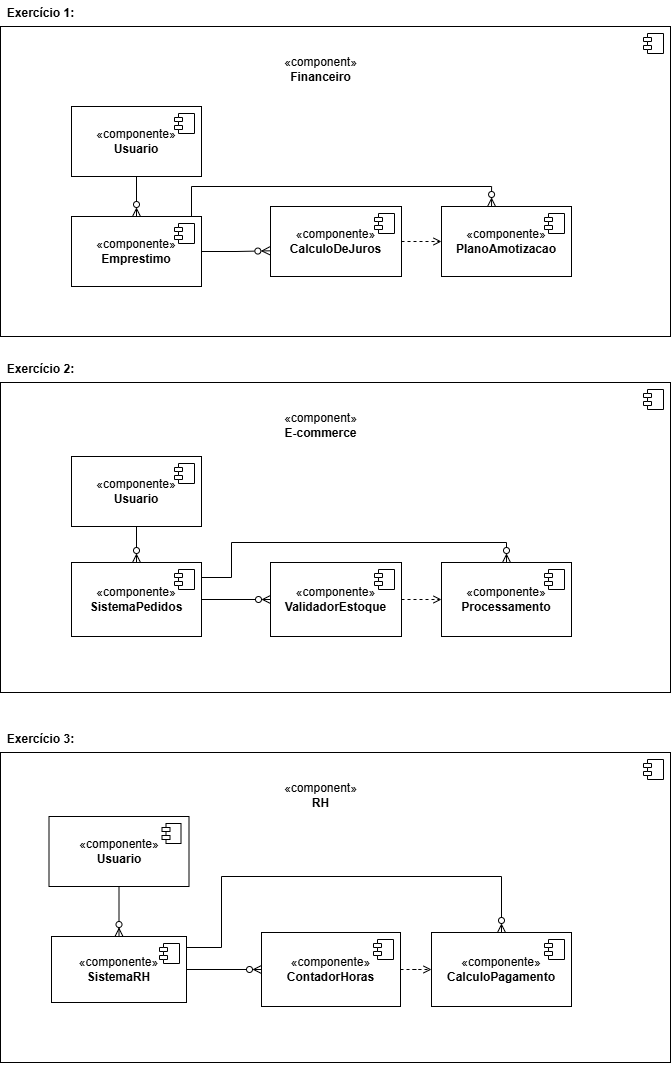 Exercício 1:
«component»
Financeiro
«componente»
Usuario
«componente»
Emprestimo
«componente»
CalculoDeJuros
«componente»
PlanoAmotizacao
Exercício 2:
«component»
E-commerce
«componente»
Usuario
«componente»
SistemaPedidos
«componente»
ValidadorEstoque
«componente»
Processamento
Exercício 3:
«component»
RH
«componente»
Usuario
«componente»
SistemaRH
«componente»
ContadorHoras
«componente»
CalculoPagamento